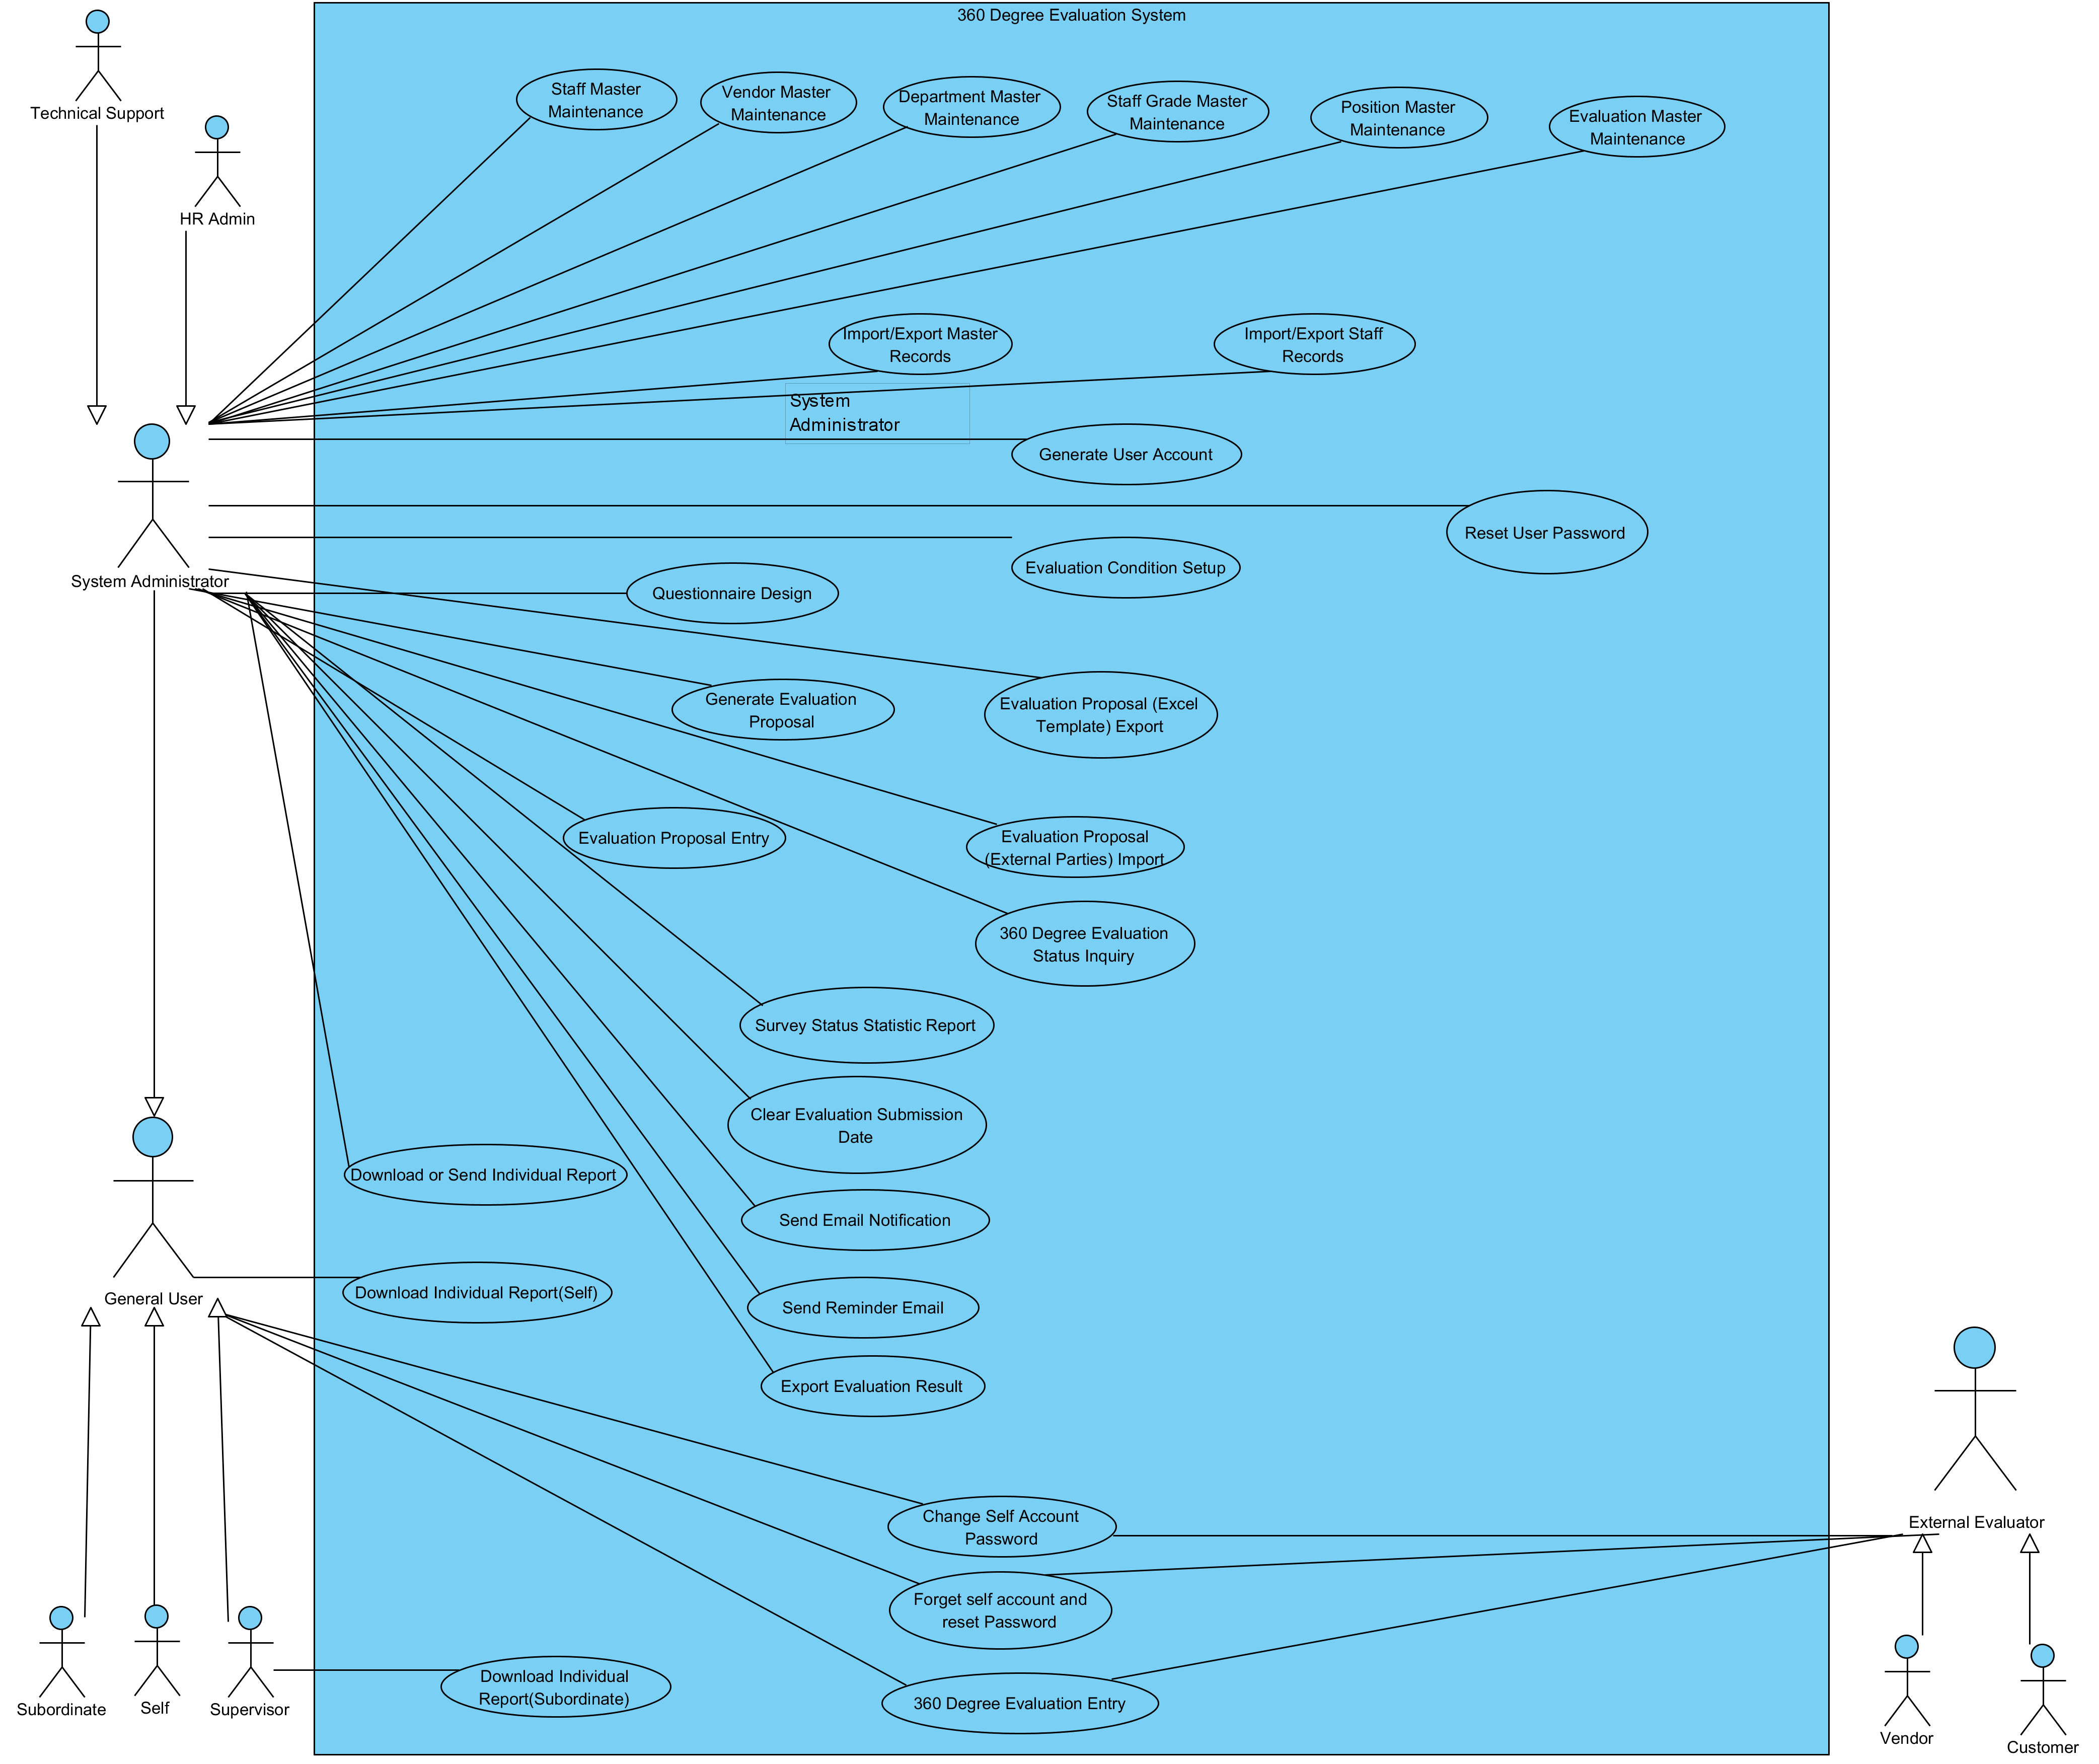 360 Degree Evaluation System
Technical Support
HR Admin
Staff Master
Maintenance
Vendor Master
Maintenance
Department Master
Maintenance
Staff Grade Master
Maintenance
Position Master
Maintenance
Evaluation Master
Maintenance
Import/Export Master
Records
Import/Export Staff
Records
System
Administrator
Generate User Account
Reset User Password
Evaluation Condition Setup
System Administrator
Questionnaire Design
Generate Evaluation
Proposal
Evaluation Proposal (Excel
Template) Export
Evaluation Proposal Entry
Evaluation Proposal
(External Parties) Import
360 Degree Evaluation
Status Inquiry
Survey Status Statistic Report
Clear Evaluation Submission
Date
Download or Send Individual Report
Send Email Notification
General User
Download Individual Report(Self)
Send Reminder Email
Export Evaluation Result
Change Self Account
Password
External Evaluator
Forget self account and
reset Password
Download Individual
Report(Subordinate)
360 Degree Evaluation Entry
Subordinate
Self
Supervisor
Vendor
Customer